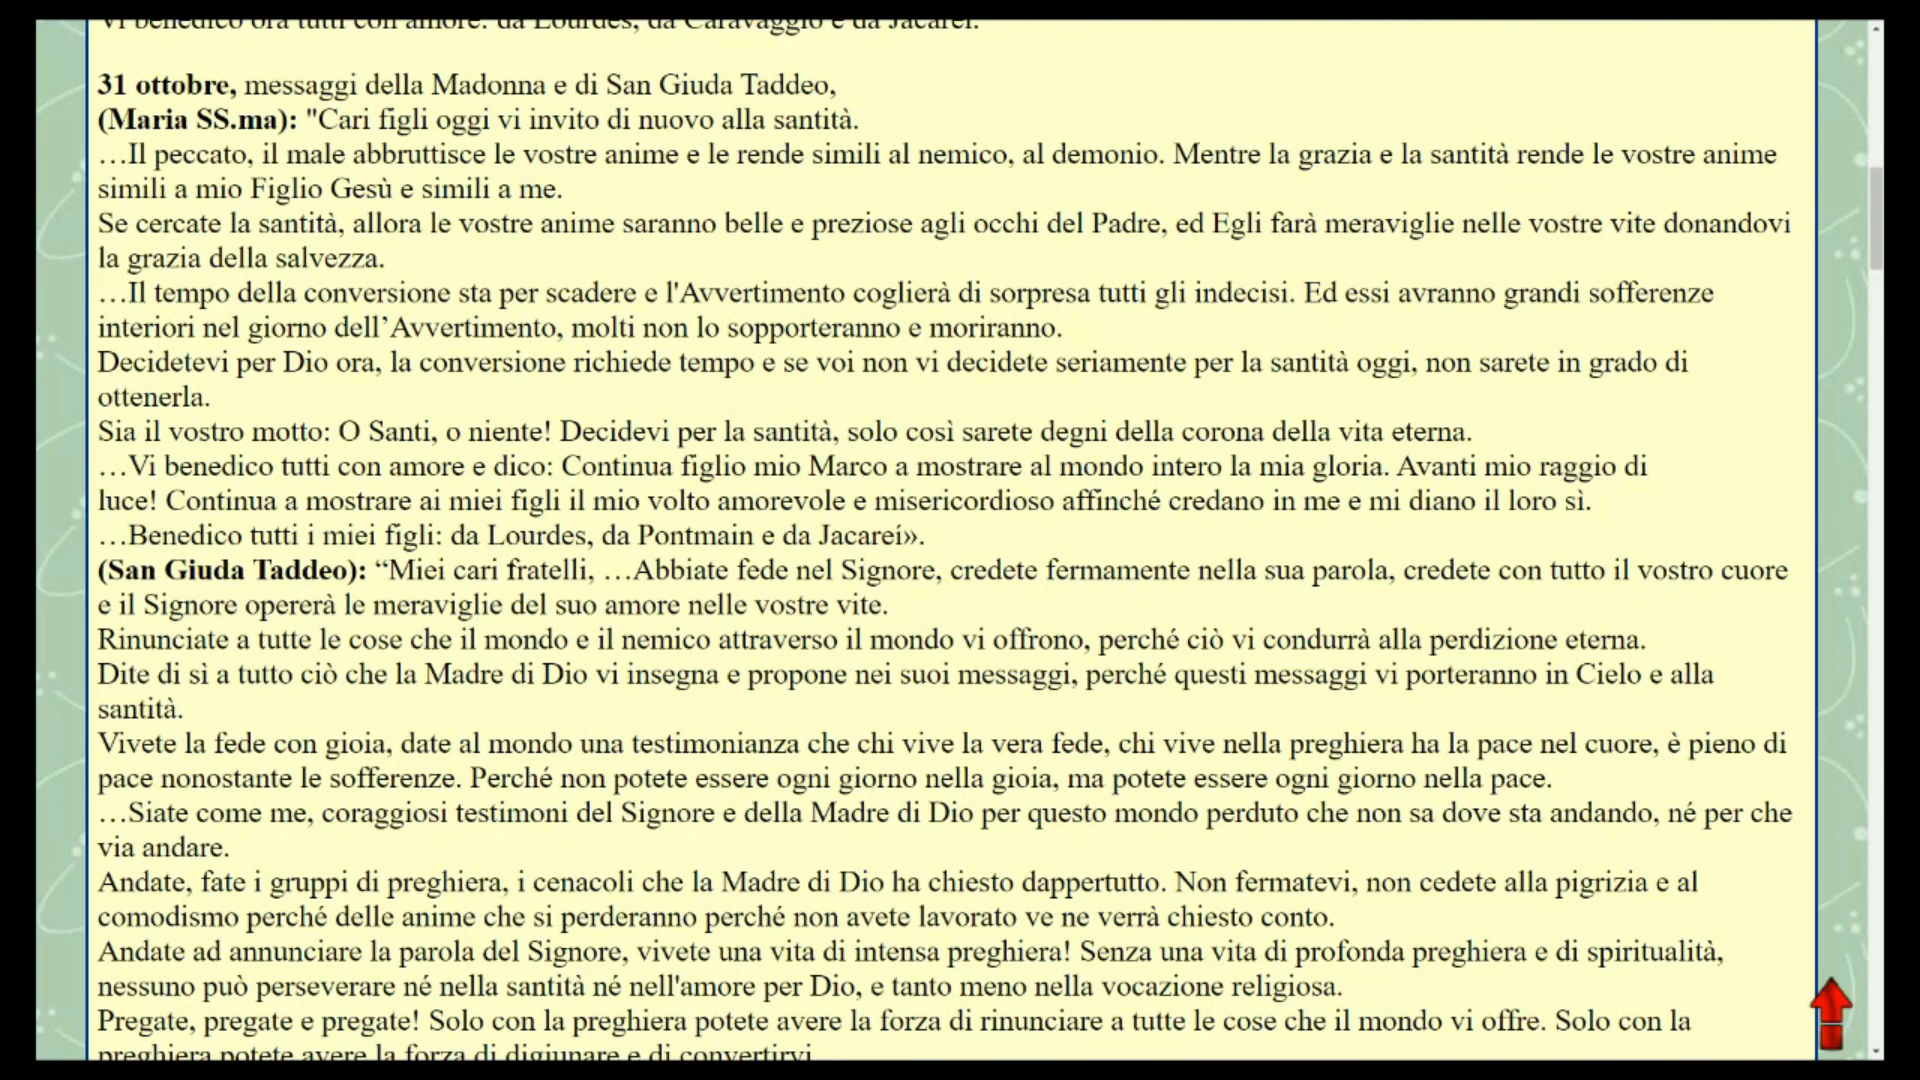 Vi benedico ora tutti con amore: da Lourdes, da Caravaggio e da Jacareí.
31 ottobre, messaggi della Madonna e di San Giuda Taddeo,
(Maria SS.ma): "Cari figli oggi vi invito di nuovo alla santità.
…Il peccato, il male abbruttisce le vostre anime e le rende simili al nemico, al demonio. Mentre la grazia e la santità rende le vostre anime
simili a mio Figlio Gesù e simili a me.
Se cercate la santità, allora le vostre anime saranno belle e preziose agli occhi del Padre, ed Egli farà meraviglie nelle vostre vite donandovi
la grazia della salvezza.
…Il tempo della conversione sta per scadere e l'Avvertimento coglierà di sorpresa tutti gli indecisi. Ed essi avranno grandi sofferenze
interiori nel giorno dell’Avvertimento, molti non lo sopporteranno e moriranno.
Decidetevi per Dio ora, la conversione richiede tempo e se voi non vi decidete seriamente per la santità oggi, non sarete in grado di
ottenerla.
Sia il vostro motto: O Santi, o niente! Decidevi per la santità, solo così sarete degni della corona della vita eterna.
…Vi benedico tutti con amore e dico: Continua figlio mio Marco a mostrare al mondo intero la mia gloria. Avanti mio raggio di
luce! Continua a mostrare ai miei figli il mio volto amorevole e misericordioso affinché credano in me e mi diano il loro sì.
…Benedico tutti i miei figli: da Lourdes, da Pontmain e da Jacareí».
(San Giuda Taddeo): “Miei cari fratelli, …Abbiate fede nel Signore, credete fermamente nella sua parola, credete con tutto il vostro cuore
e il Signore opererà le meraviglie del suo amore nelle vostre vite.
Rinunciate a tutte le cose che il mondo e il nemico attraverso il mondo vi offrono, perché ciò vi condurrà alla perdizione eterna.
Dite di sì a tutto ciò che la Madre di Dio vi insegna e propone nei suoi messaggi, perché questi messaggi vi porteranno in Cielo e alla
santità.
Vivete la fede con gioia, date al mondo una testimonianza che chi vive la vera fede, chi vive nella preghiera ha la pace nel cuore, è pieno di
pace nonostante le sofferenze. Perché non potete essere ogni giorno nella gioia, ma potete essere ogni giorno nella pace.
…Siate come me, coraggiosi testimoni del Signore e della Madre di Dio per questo mondo perduto che non sa dove sta andando, né per che
via andare.
Andate, fate i gruppi di preghiera, i cenacoli che la Madre di Dio ha chiesto dappertutto. Non fermatevi, non cedete alla pigrizia e al
comodismo perché delle anime che si perderanno perché non avete lavorato ve ne verrà chiesto conto.
Andate ad annunciare la parola del Signore, vivete una vita di intensa preghiera! Senza una vita di profonda preghiera e di spiritualità,
nessuno può perseverare né nella santità né nell'amore per Dio, e tanto meno nella vocazione religiosa.
Pregate, pregate e pregate! Solo con la preghiera potete avere la forza di rinunciare a tutte le cose che il mondo vi offre. Solo con la
preghiera potete avere la forza di digiunare e di convertirvi